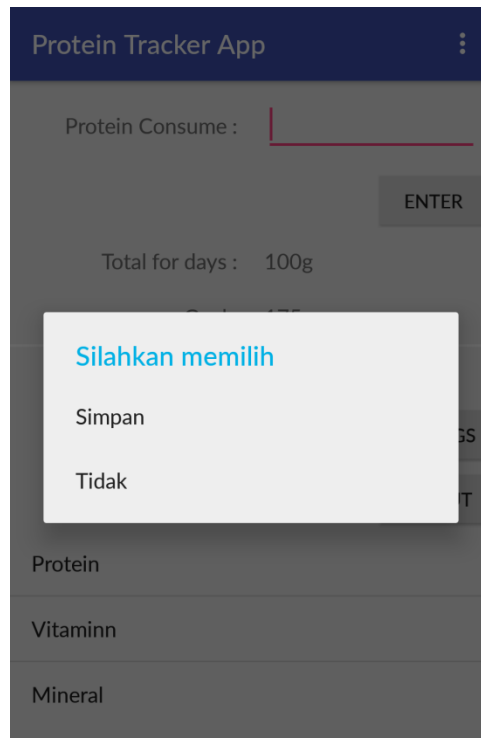 Protein Tracker App
Protein Consume :
ENTER
Total for days : 100g
Silahkan memilih
Simpan
Tidak
Protein
Vitaminn
Mineral